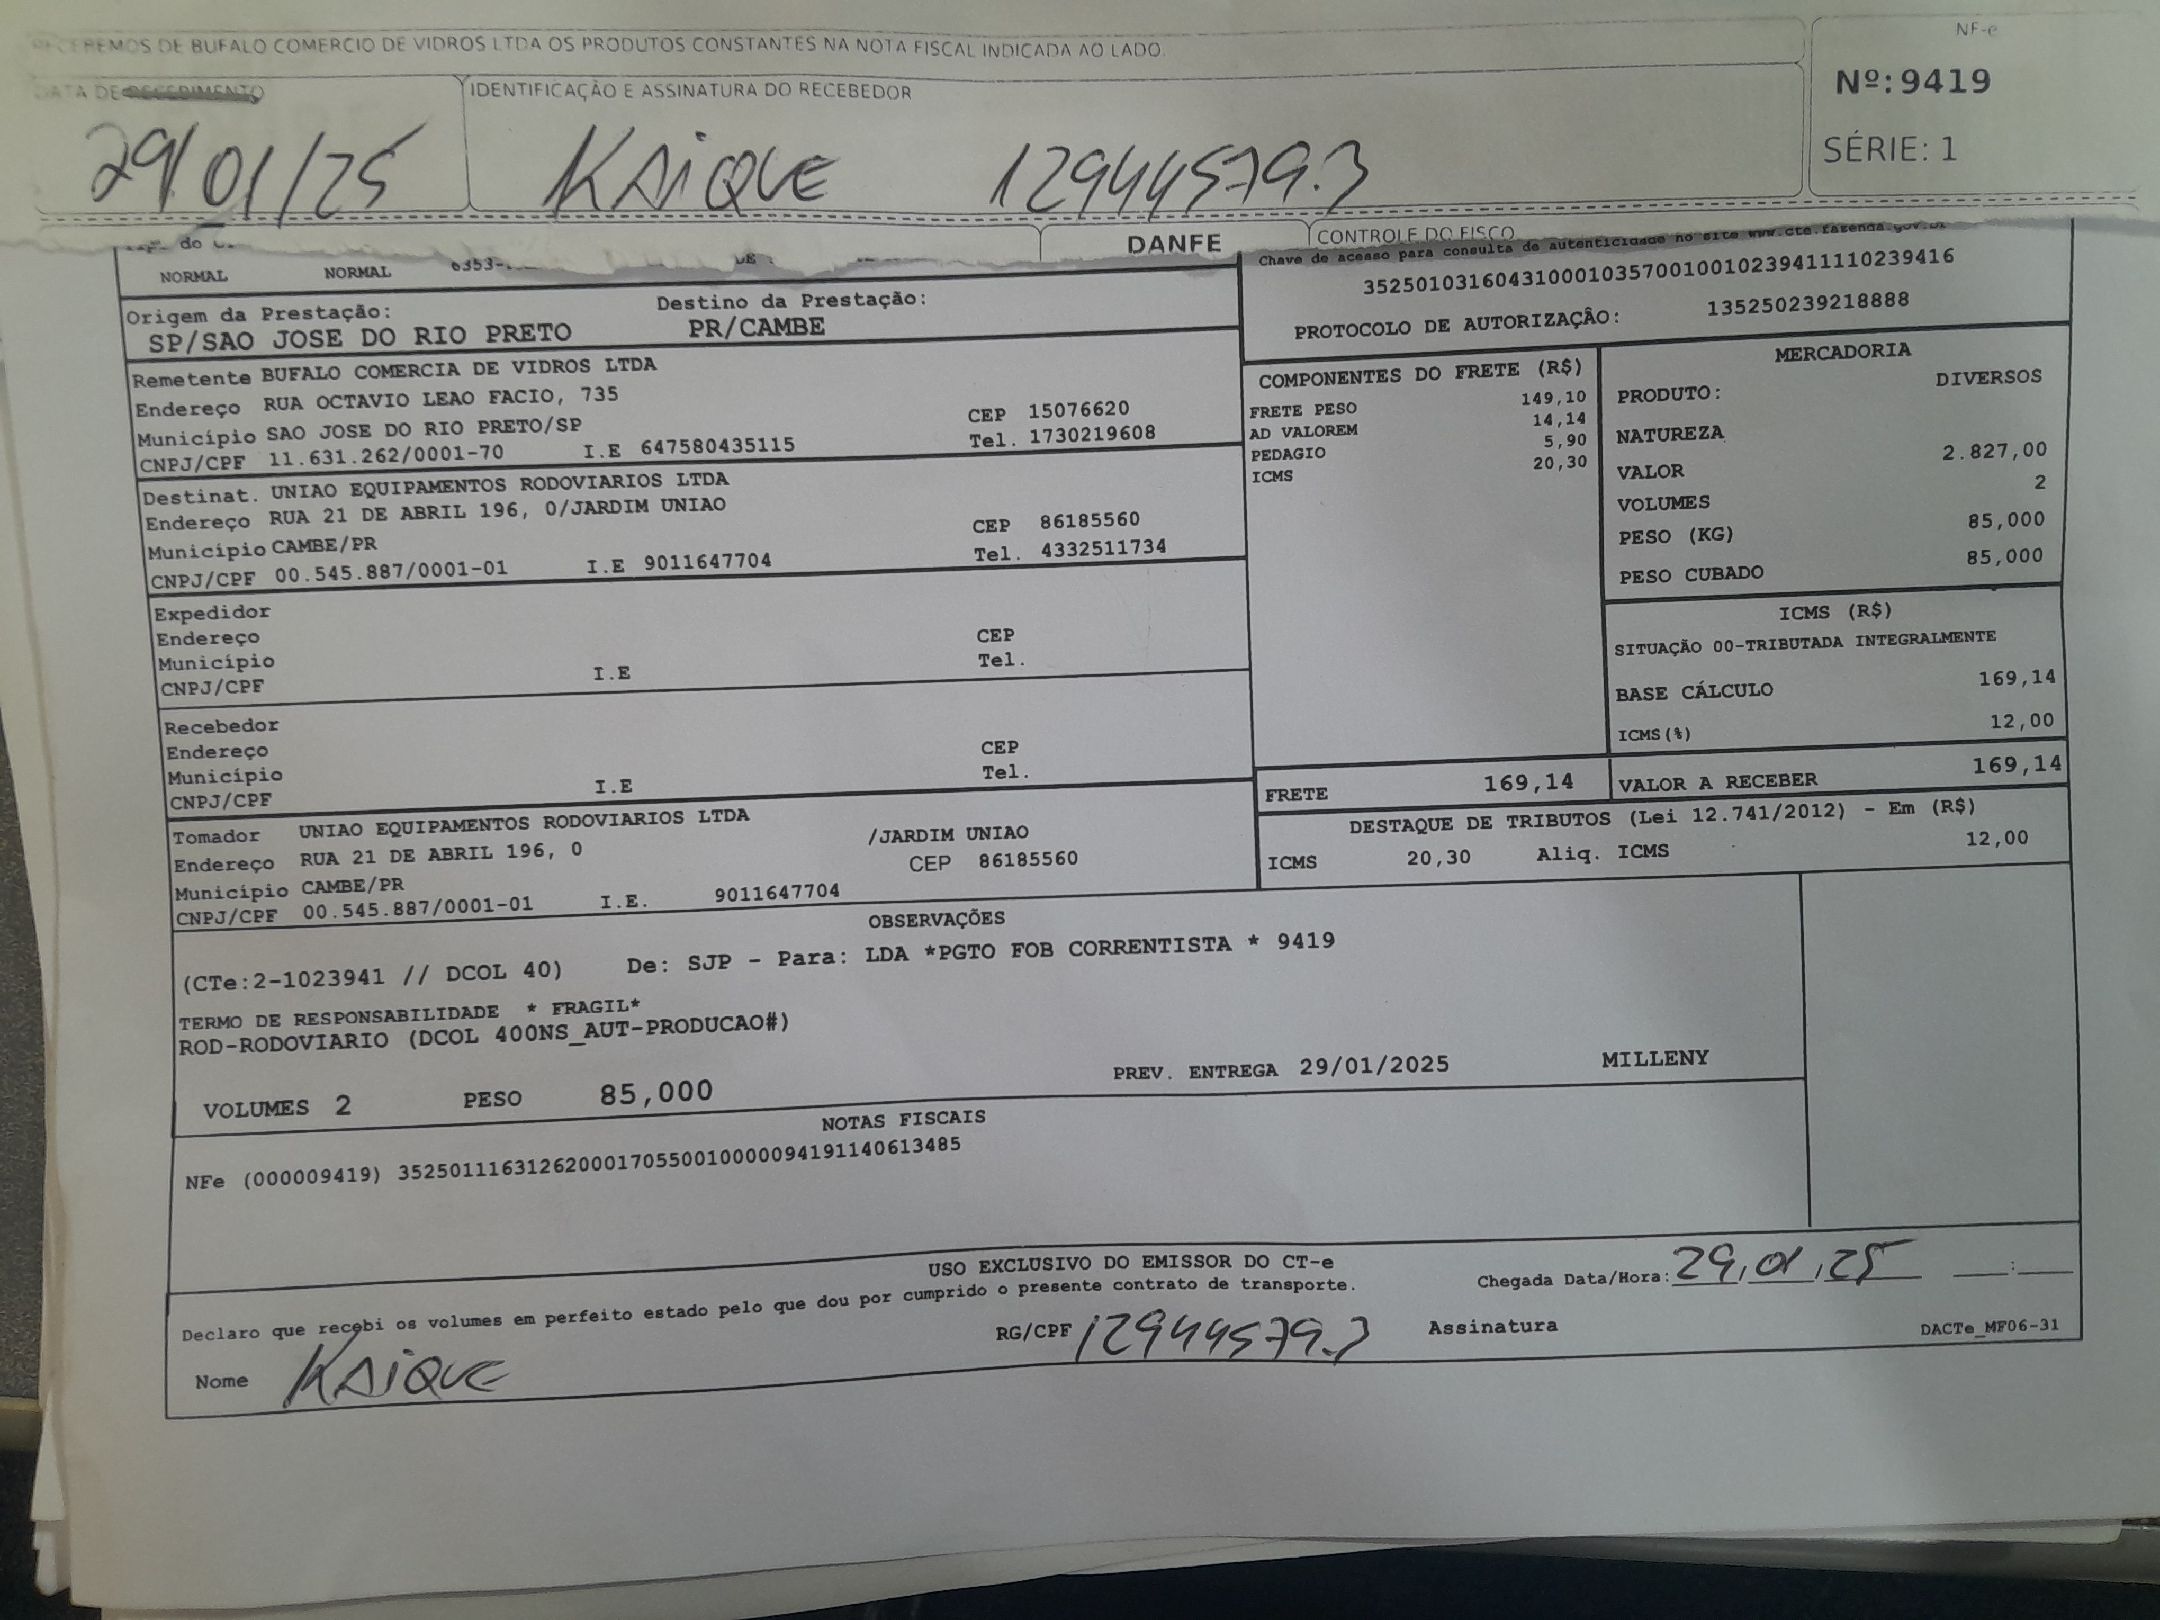 RECEBEMOS DE BUFALO COMERCIO DE VIDROS LTDA OS PRODUTOS CONSTANTES NA NOTA FISCAL INDICADA AO LADO.
NF-e
Nº: 9419
SÉRIE: 1
DATA DE RECEBIMENTO
IDENTIFICAÇÃO E ASSINATURA DO RECEBEDOR
29/01/25 KAIQUE 12944579.3
DANFE
CONTROLE DO FISCO
Chave de acesso para consulta de autenticidade no site www.cte.fazenda.gov.br
NORMAL NORMAL
35250103160431000103570010010239411110239416
PROTOCOLO DE AUTORIZAÇÃO: 135250239218888
Origem da Prestação: Destino da Prestação:
SP/SAO JOSE DO RIO PRETO PR/CAMBE
Remetente BUFALO COMERCIA DE VIDROS LTDA
Endereço RUA OCTAVIO LEAO FACIO, 735 CEP 15076620
Município SAO JOSE DO RIO PRETO/SP Tel. 1730219608
CNPJ/CPF 11.631.262/0001-70 I.E 647580435115
Destinat. UNIAO EQUIPAMENTOS RODOVIARIOS LTDA
Endereço RUA 21 DE ABRIL 196, 0/JARDIM UNIAO CEP 86185560
Município CAMBE/PR Tel. 4332511734
CNPJ/CPF 00.545.887/0001-01 I.E 9011647704
Expedidor
Endereço CEP
Município Tel.
CNPJ/CPF I.E
Recebedor
Endereço CEP
Município Tel.
CNPJ/CPF I.E
Tomador UNIAO EQUIPAMENTOS RODOVIARIOS LTDA
Endereço RUA 21 DE ABRIL 196, 0 /JARDIM UNIAO
Município CAMBE/PR CEP 86185560
CNPJ/CPF 00.545.887/0001-01 I.E. 9011647704
COMPONENTES DO FRETE (R$)
FRETE PESO 149,10
AD VALOREM 14,14
PEDAGIO 5,90
ICMS 20,30
MERCADORIA
PRODUTO: DIVERSOS
NATUREZA
VALOR 2.827,00
VOLUMES 2
PESO (KG) 85,000
PESO CUBADO 85,000
ICMS (R$)
SITUAÇÃO 00-TRIBUTADA INTEGRALMENTE
BASE CÁLCULO 169,14
ICMS(%) 12,00
FRETE 169,14 VALOR A RECEBER 169,14
DESTAQUE DE TRIBUTOS (Lei 12.741/2012) - Em (R$)
ICMS 20,30 Aliq. ICMS 12,00
OBSERVAÇÕES
(CTe:2-1023941 // DCOL 40) De: SJP - Para: LDA *PGTO FOB CORRENTISTA * 9419
TERMO DE RESPONSABILIDADE * FRAGIL*
ROD-RODOVIARIO (DCOL 400NS_AUT-PRODUCAO#)
VOLUMES 2 PESO 85,000 PREV. ENTREGA 29/01/2025 MILLENY
NOTAS FISCAIS
NFe (000009419) 35250111631262000170550010000094191140613485
USO EXCLUSIVO DO EMISSOR DO CT-e
Declaro que recebi os volumes em perfeito estado pelo que dou por cumprido o presente contrato de transporte.
Chegada Data/Hora: 29,01,25 :
Nome KAIQUE RG/CPF 12944579.3 Assinatura DACTe_MF06-31